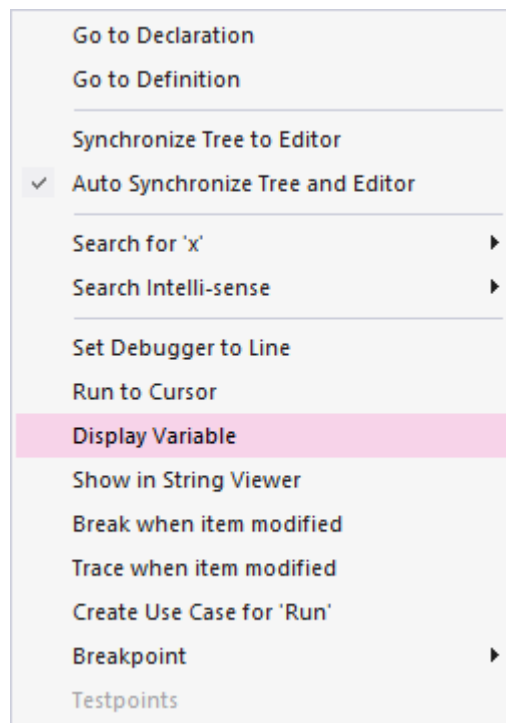 Go to Declaration
Go to Definition
Synchronize Tree to Editor
Auto Synchronize Tree and Editor
Search for 'x'
Search Intelli-sense
Set Debugger to Line
Run to Cursor
Display Variable
Show in String Viewer
Break when item modified
Trace when item modified
Create Use Case for 'Run'
Breakpoint
Testpoints